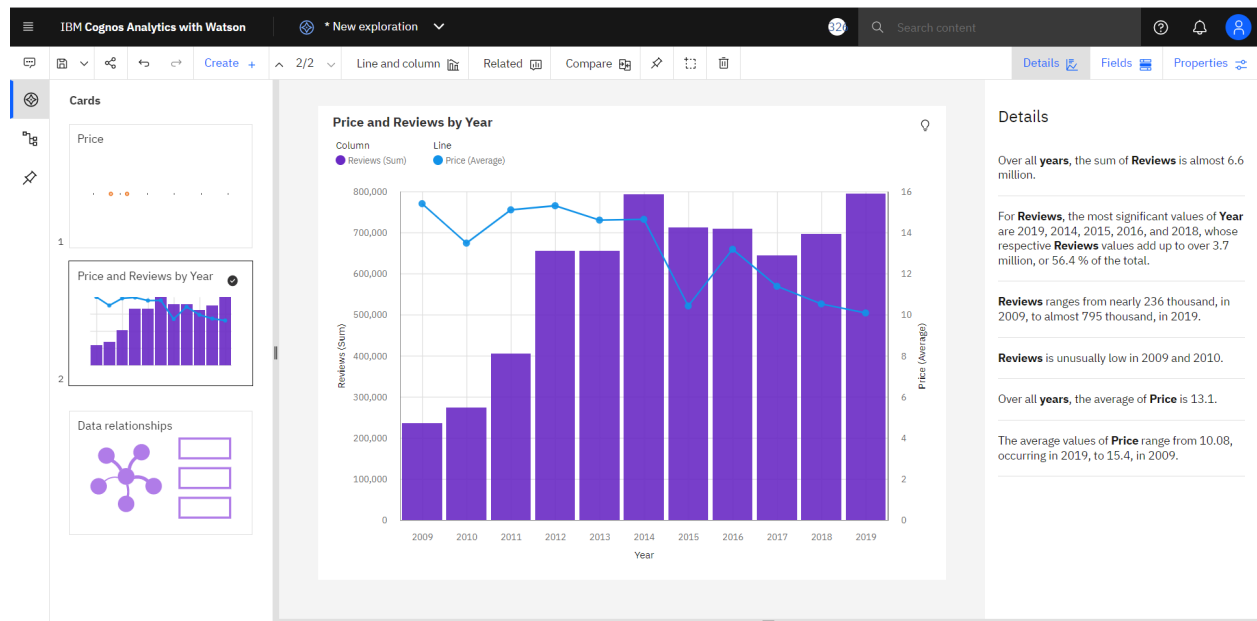 IBM Cognos Analytics with Watson
* New exploration
326
Search content
Create +
2/2
Line and column
Related
Compare
Details
Fields
Properties
Cards
Price
1
Price and Reviews by Year
2
Data relationships
Price and Reviews by Year
Column
Reviews (Sum)
Line
Price (Average)
Reviews (Sum)
800,000
700,000
600,000
500,000
400,000
300,000
200,000
100,000
0
16
14
12
10
8
6
4
2
0
Price (Average)
2009 2010 2011 2012 2013 2014 2015 2016 2017 2018 2019
Year
Details
Over all years, the sum of Reviews is almost 6.6
million.
For Reviews, the most significant values of Year
are 2019, 2014, 2015, 2016, and 2018, whose
respective Reviews values add up to over 3.7
million, or 56.4 % of the total.
Reviews ranges from nearly 236 thousand, in
2009, to almost 795 thousand, in 2019.
Reviews is unusually low in 2009 and 2010.
Over all years, the average of Price is 13.1.
The average values of Price range from 10.08,
occurring in 2019, to 15.4, in 2009.